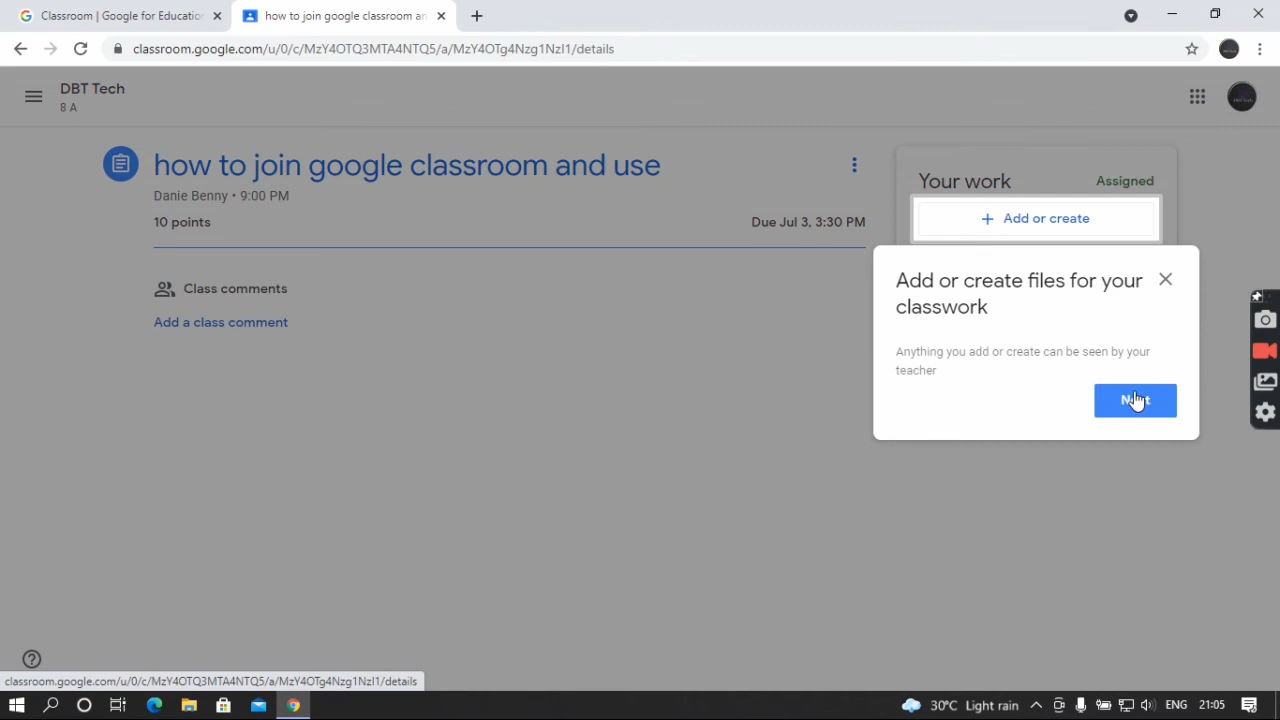 Classroom | Google for Educatio
how to join google classroom an
classroom.google.com/u/0/c/MzY4OTQ3MTA4NTQ5/a/MzY4OTg4Nzg1NzI1/details
DBT Tech
8 A
how to join google classroom and use
Danie Benny • 9:00 PM
10 points
Due Jul 3, 3:30 PM
Class comments
Add a class comment
Your work
Assigned
+ Add or create
Add or create files for your
classwork
Anything you add or create can be seen by your
teacher
classroom.google.com/u/0/c/MzY4OTQ3MTA4NTQ5/a/MzY4OTg4Nzg1NzI1/details
30°C Light rain
ENG
21:05